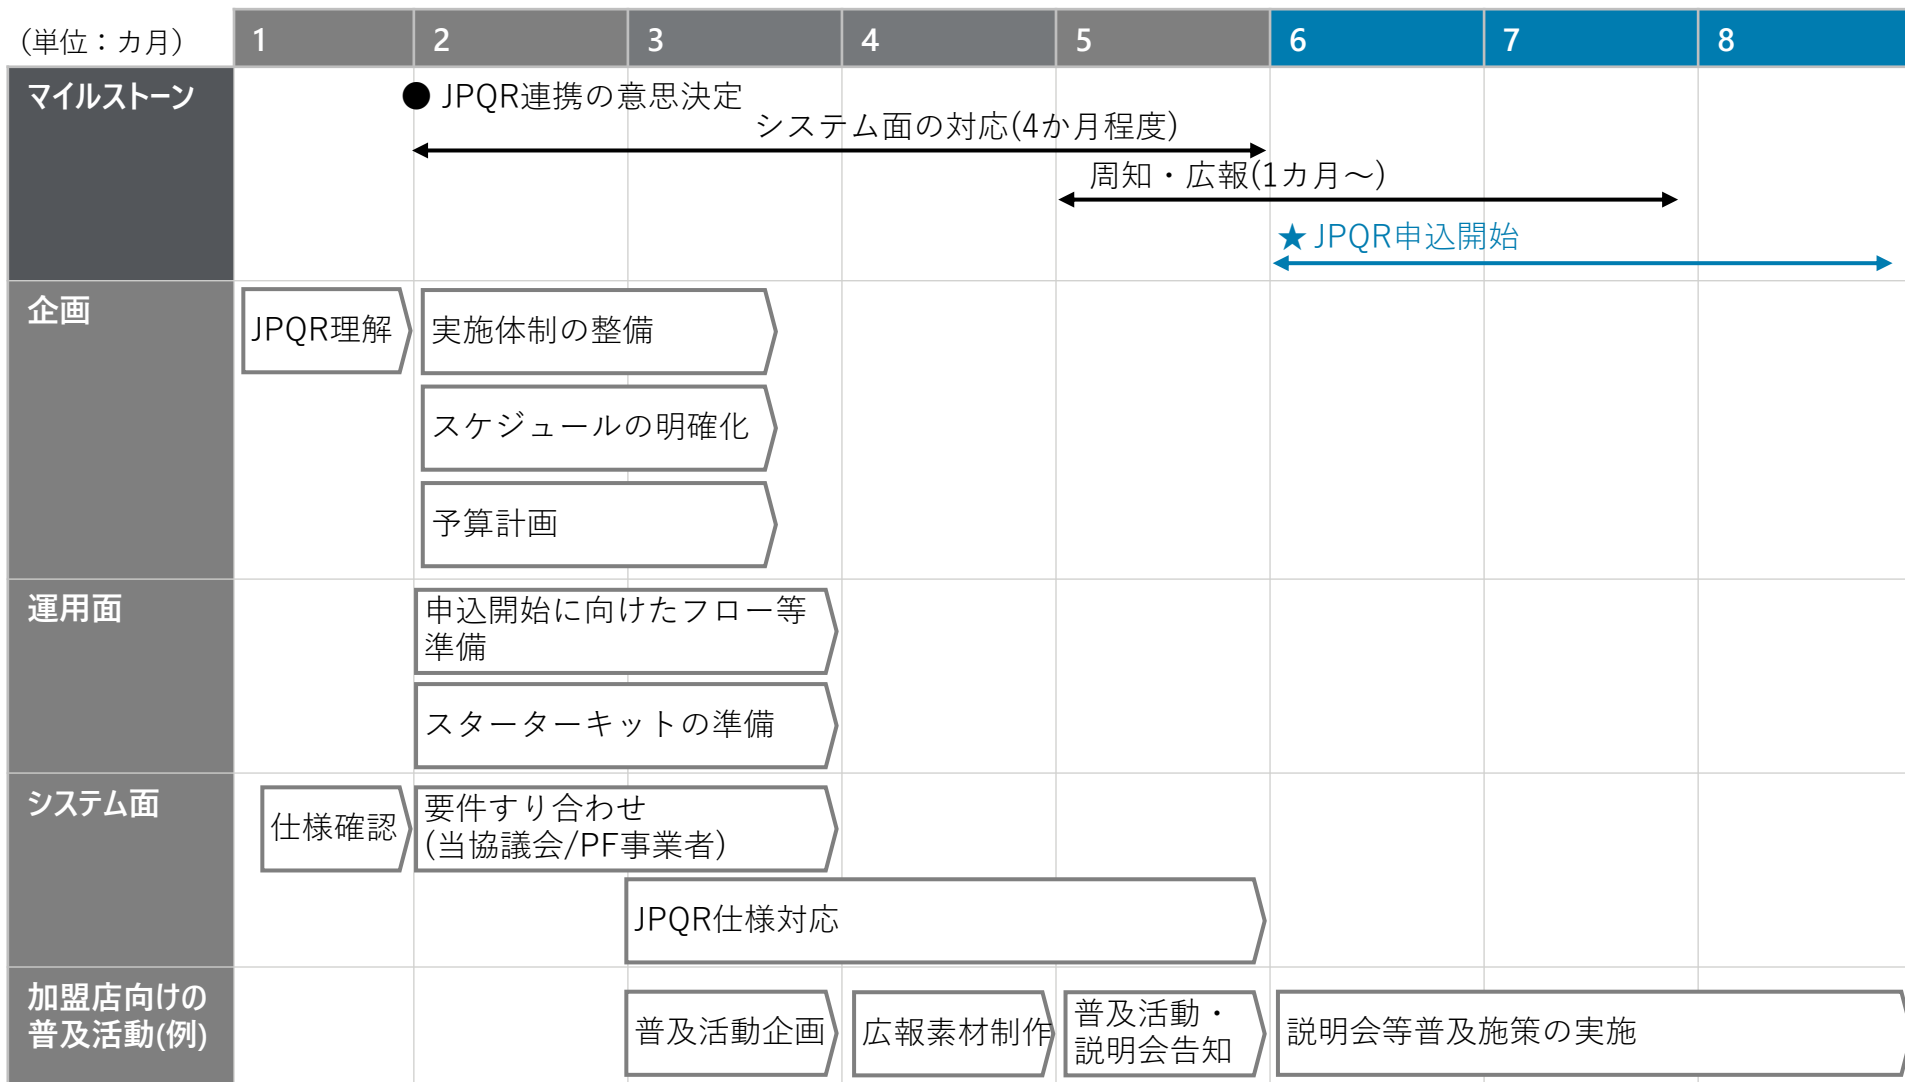 (単位：カ月)
1
2
3
4
5
6
7
8
マイルストーン
● JPQR連携の意思決定
システム面の対応(4か月程度)
周知・広報(1カ月～)
★ JPQR申込開始
企画
JPQR理解
実施体制の整備
スケジュールの明確化
予算計画
運用面
申込開始に向けたフロー等
準備
スターターキットの準備
システム面
仕様確認
要件すり合わせ
(当協議会/PF事業者)
JPQR仕様対応
加盟店向けの
普及活動(例)
普及活動企画
広報素材制作
普及活動・
説明会告知
説明会等普及施策の実施